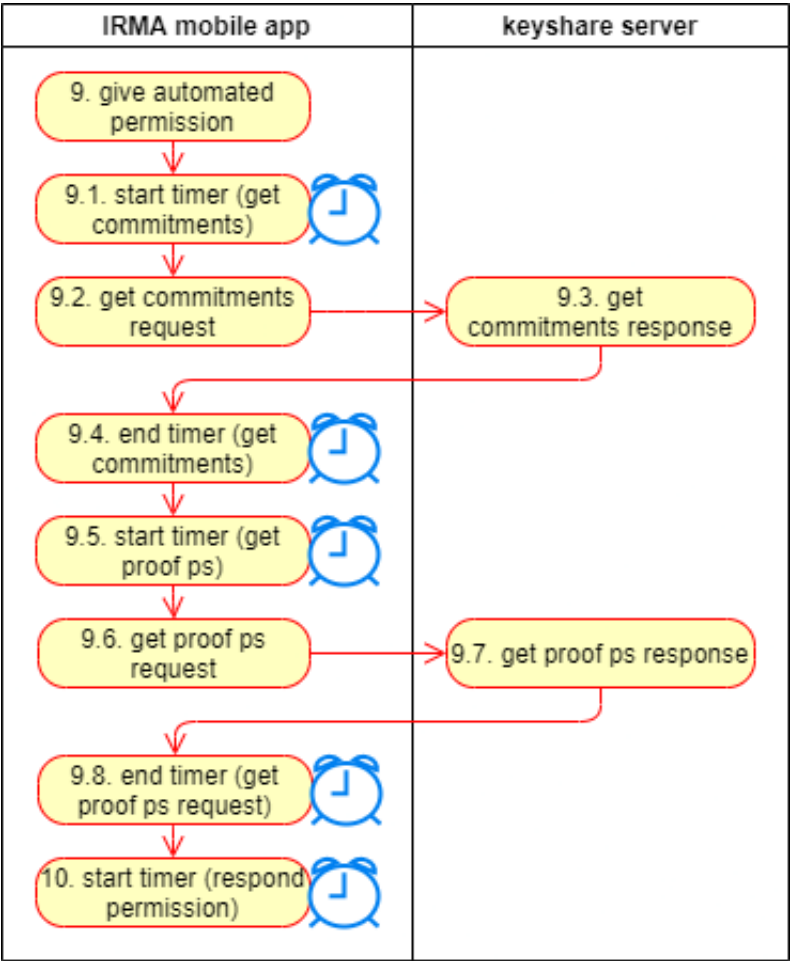 IRMA mobile app
keyshare server
9. give automated
permission
9.1. start timer (get
commitments)
9.2. get commitments
request
9.3. get
commitments response
9.4. end timer (get
commitments)
9.5. start timer (get
proof ps)
9.6. get proof ps
request
9.7. get proof ps response
9.8. end timer (get
proof ps request)
10. start timer (respond
permission)